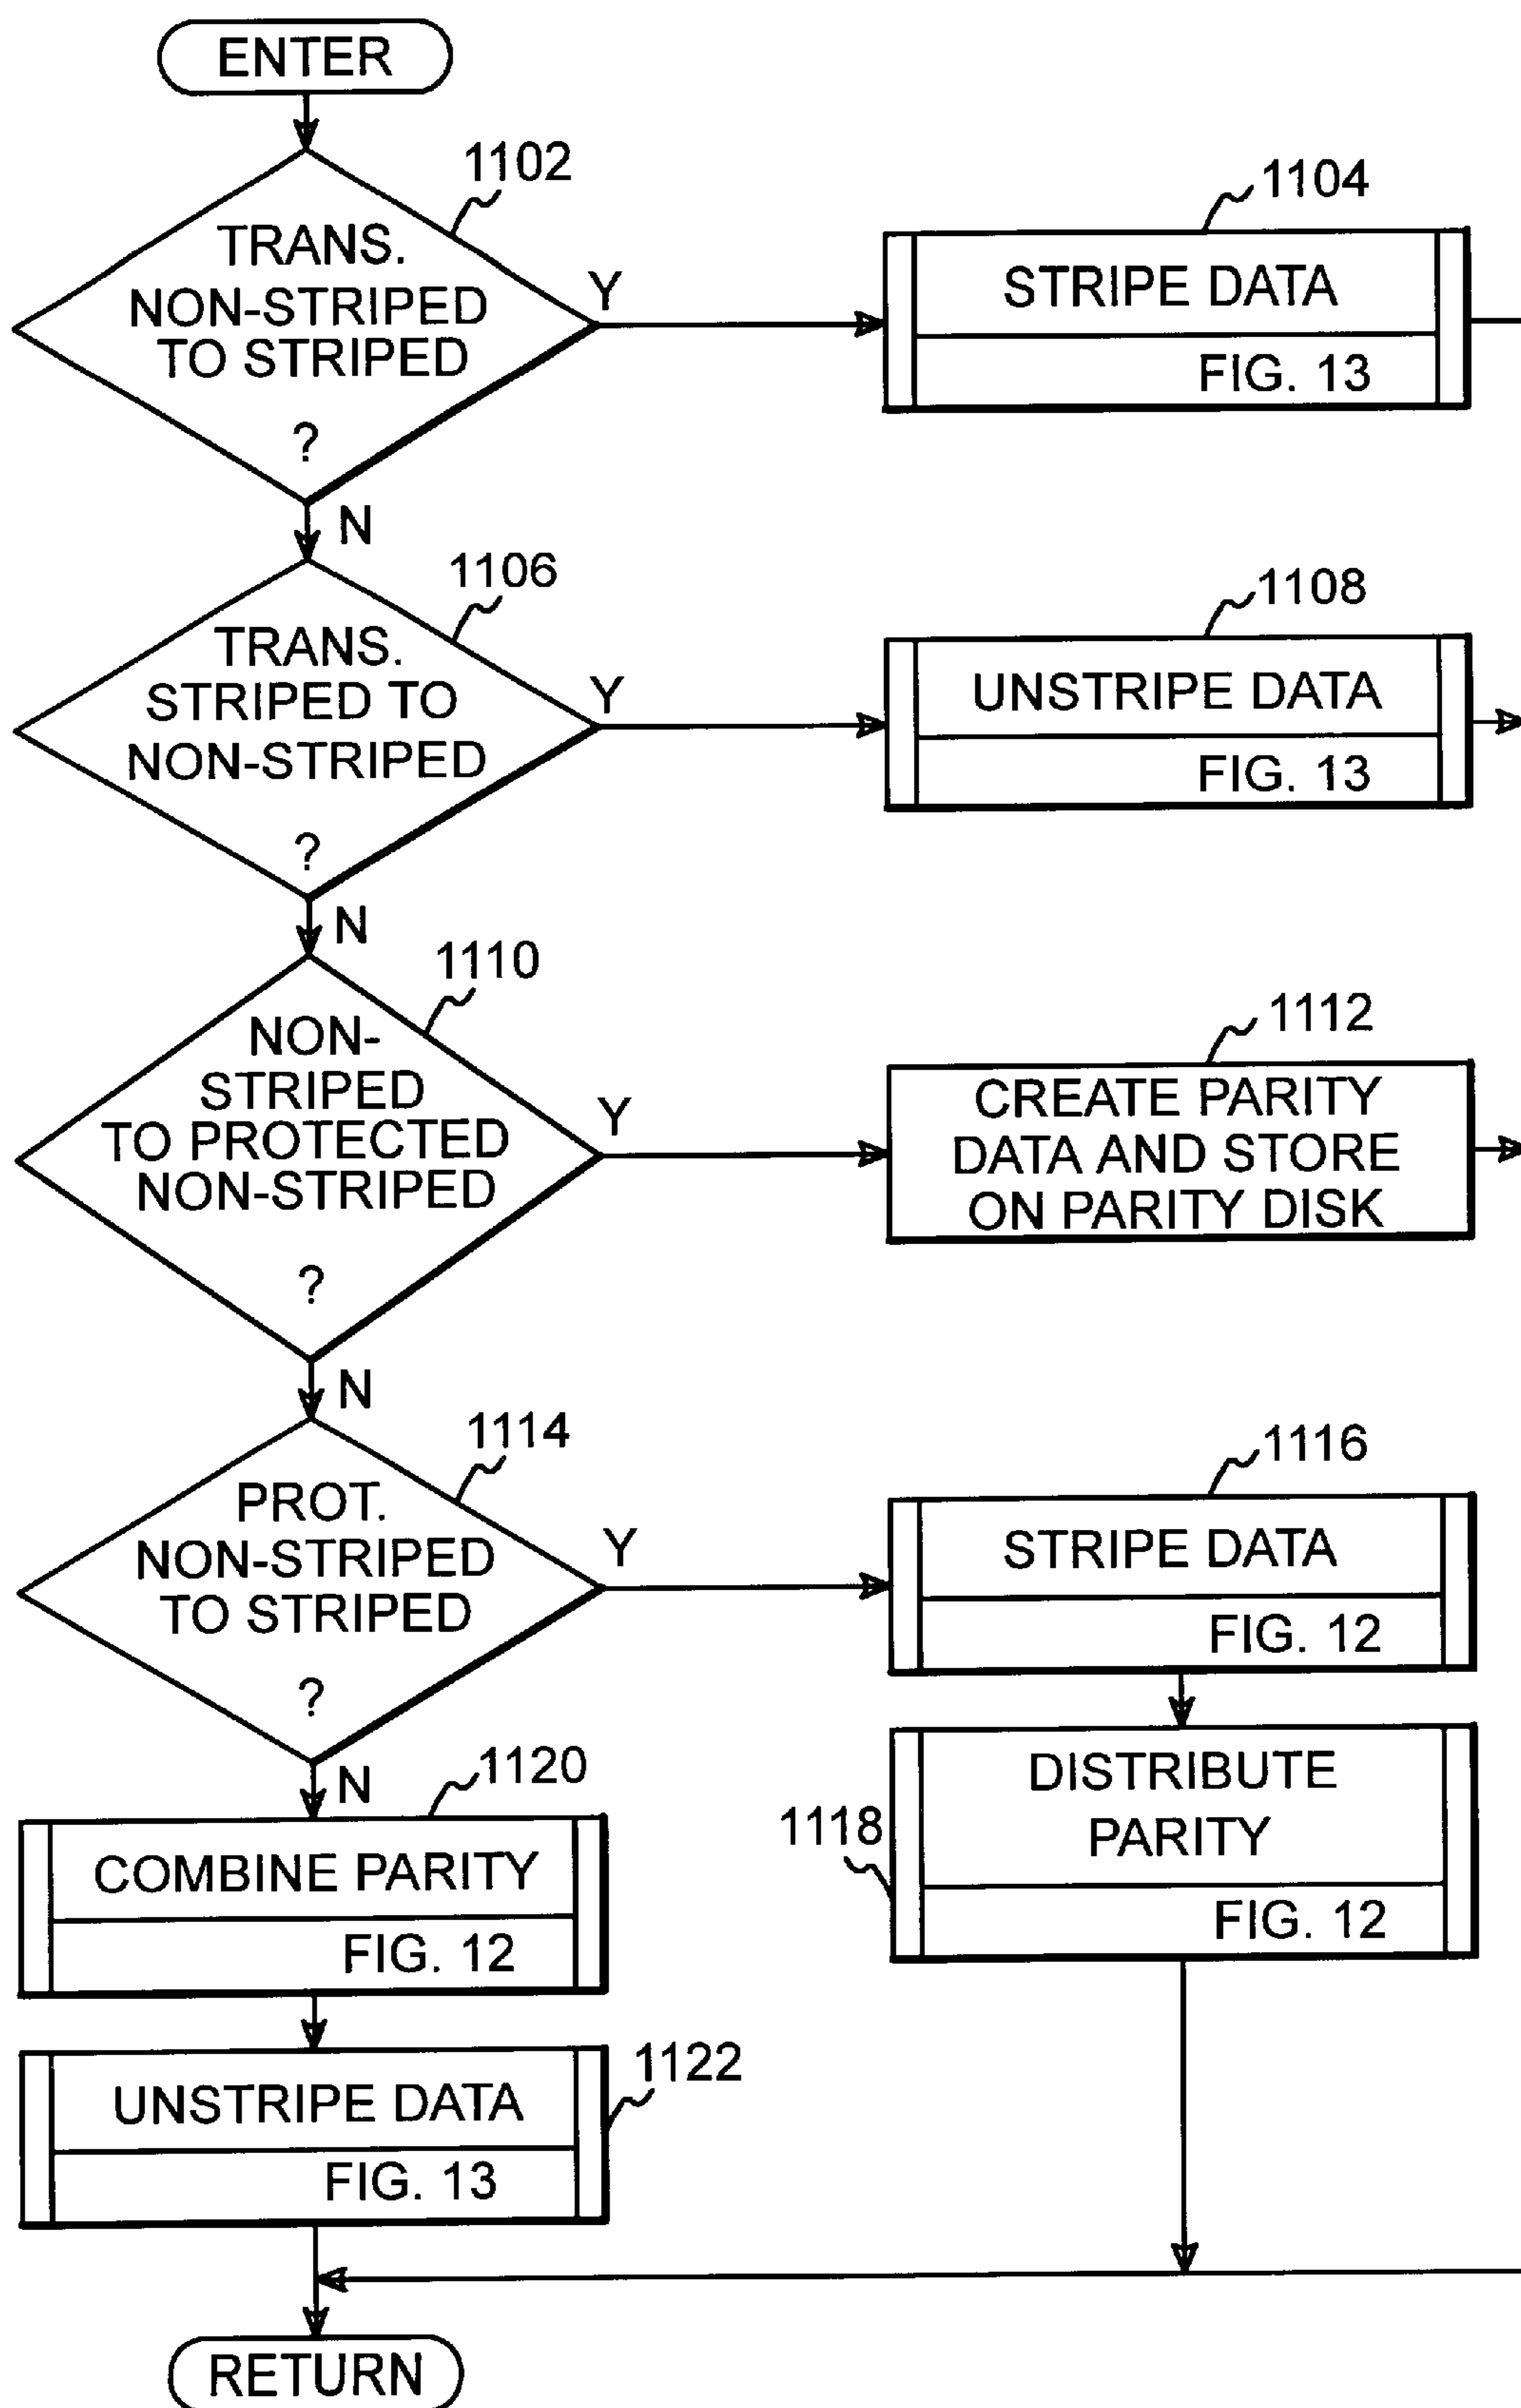 ENTER
1102
TRANS.
NON-STRIPED
TO STRIPED
?
Y
N
1104
STRIPE DATA
FIG. 13
1106
TRANS.
STRIPED TO
NON-STRIPED
?
Y
N
1108
UNSTRIPE DATA
FIG. 13
1110
NON-
STRIPED
TO PROTECTED
NON-STRIPED
?
Y
N
1112
CREATE PARITY
DATA AND STORE
ON PARITY DISK
1114
PROT.
NON-STRIPED
TO STRIPED
?
Y
N
1116
STRIPE DATA
FIG. 12
1118
DISTRIBUTE
PARITY
FIG. 12
1120
COMBINE PARITY
FIG. 12
1122
UNSTRIPE DATA
FIG. 13
RETURN